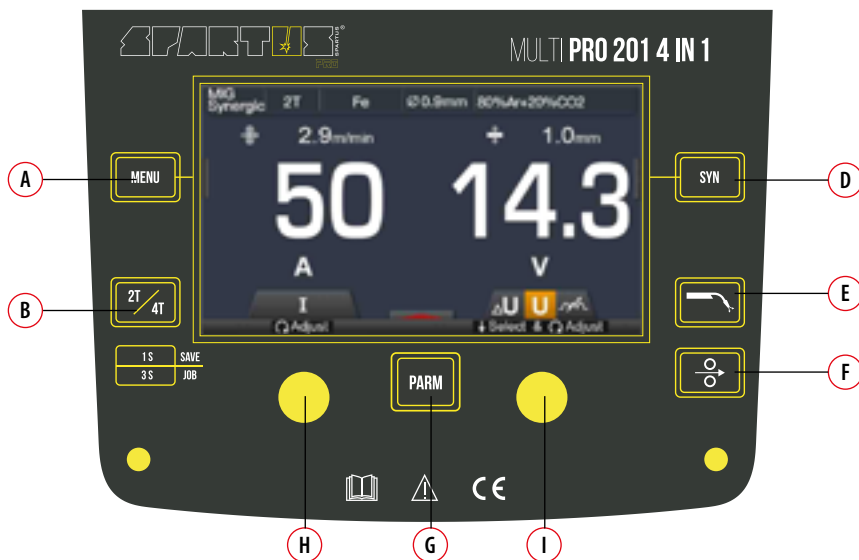 SPARTUS®
SPARTUS
PRO
MULTI PRO 201 4 IN 1
MIG Synergic 2T Fe Ø0.9mm 80%Ar+20%CO2
2.9m/min 1.0mm
50 14.3
A V
I ΔU U
Adjust Select & Adjust
A MENU SYN D
B 2T/4T E
1 S SAVE
3 S JOB
F
PARM
CE
H G I